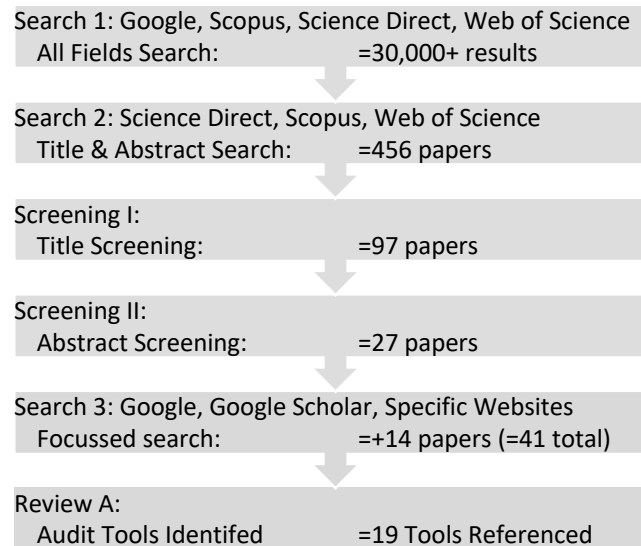 Search 1: Google, Scopus, Science Direct, Web of Science
All Fields Search: =30,000+ results
Search 2: Science Direct, Scopus, Web of Science
Title & Abstract Search: =456 papers
Screening I:
Title Screening: =97 papers
Screening II:
Abstract Screening: =27 papers
Search 3: Google, Google Scholar, Specific Websites
Focussed search: =+14 papers (=41 total)
Review A:
Audit Tools Identifed =19 Tools Referenced